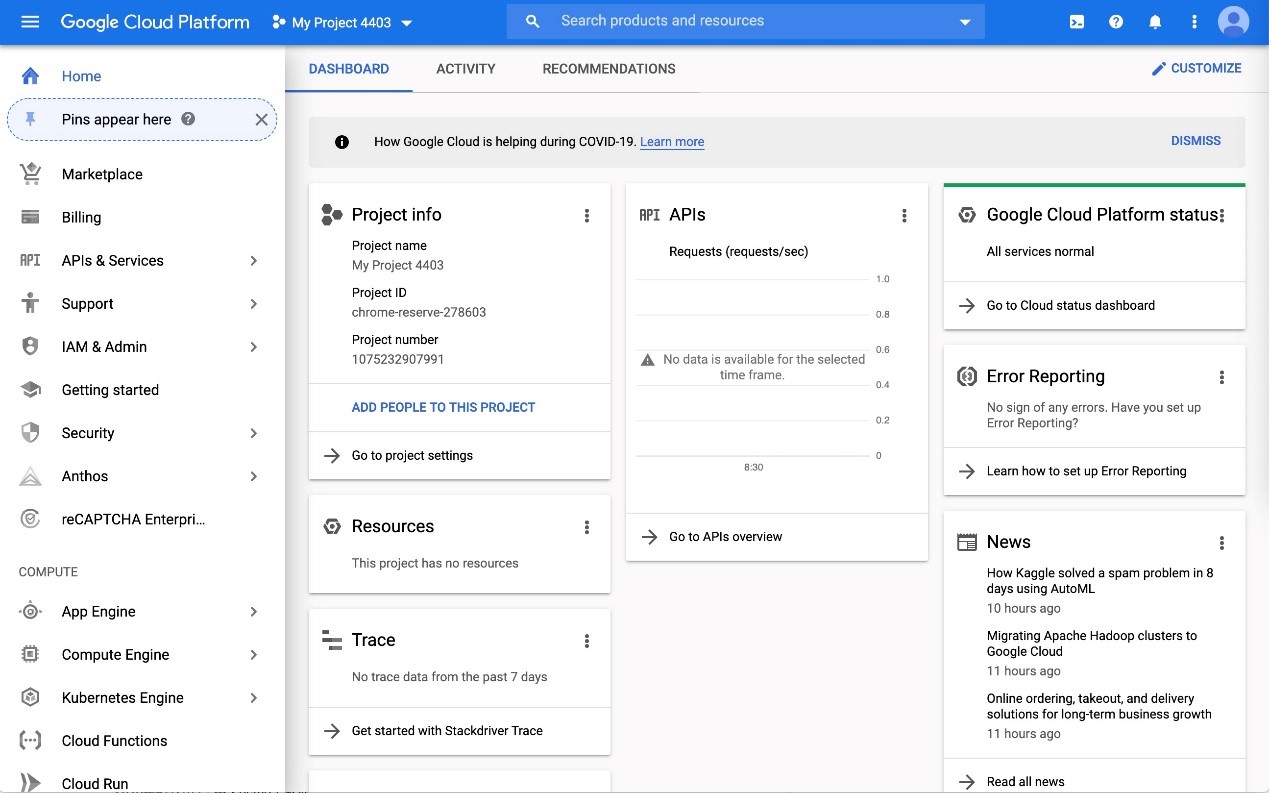 Google Cloud Platform
My Project 4403
Search products and resources
Home
Pins appear here
Marketplace
Billing
API
APIs & Services
Support
IAM & Admin
Getting started
Security
Anthos
reCAPTCHA Enterpri...
COMPUTE
App Engine
Compute Engine
Kubernetes Engine
Cloud Functions
Cloud Run
DASHBOARD
ACTIVITY
RECOMMENDATIONS
CUSTOMIZE
How Google Cloud is helping during COVID-19. Learn more
DISMISS
Project info
Project name
My Project 4403
Project ID
chrome-reserve-278603
Project number
1075232907991
ADD PEOPLE TO THIS PROJECT
Go to project settings
Resources
This project has no resources
Trace
No trace data from the past 7 days
Get started with Stackdriver Trace
API APIs
Requests (requests/sec)
1.0
0.8
0.6
No data is available for the selected
time frame.
0.4
0.2
0
8:30
Go to APIs overview
Google Cloud Platform status
All services normal
Go to Cloud status dashboard
Error Reporting
No sign of any errors. Have you set up
Error Reporting?
Learn how to set up Error Reporting
News
How Kaggle solved a spam problem in 8
days using AutoML
10 hours ago
Migrating Apache Hadoop clusters to
Google Cloud
11 hours ago
Online ordering, takeout, and delivery
solutions for long-term business growth
11 hours ago
Read all news